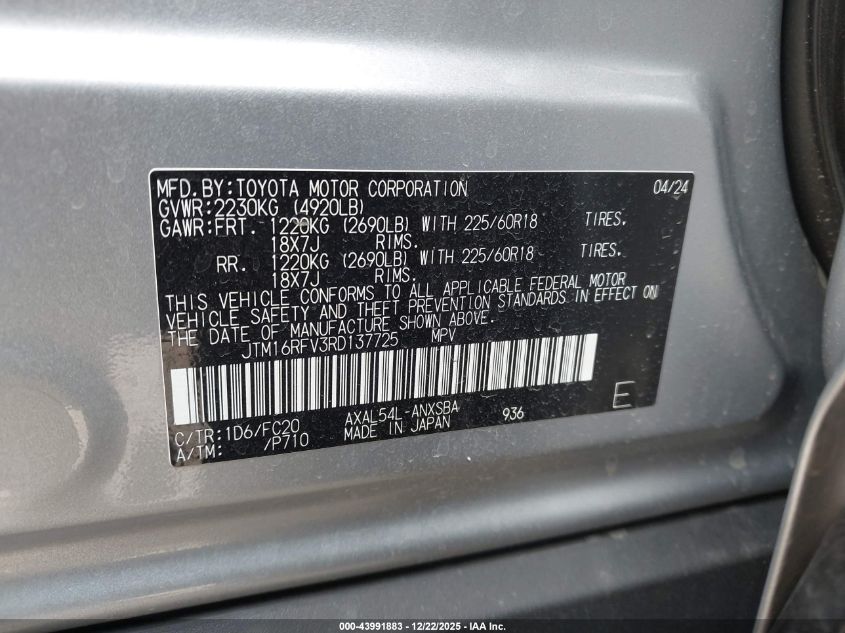 MFD.BY:TOYOTA MOTOR CORPORATION 04/24
GVWR:2230KG (4920LB)
GAWR:FRT. 1220KG (2690LB) WITH 225/60R18 TIRES.
18X7J RIMS.
RR. 1220KG (2690LB) WITH 225/60R18 TIRES.
18X7J RIMS.
THIS VEHICLE CONFORMS TO ALL APPLICABLE FEDERAL MOTOR
VEHICLE SAFETY AND THEFT PREVENTION STANDARDS IN EFFECT ON
THE DATE OF MANUFACTURE SHOWN ABOVE.
JTM16RFV3RD137725 MPV
C/TR:1D6/FC20 AXAL54L-ANXSBA 936 E
A/TM: /P710 MADE IN JAPAN
000-43991883 - 12/22/2025 - IAA Inc.